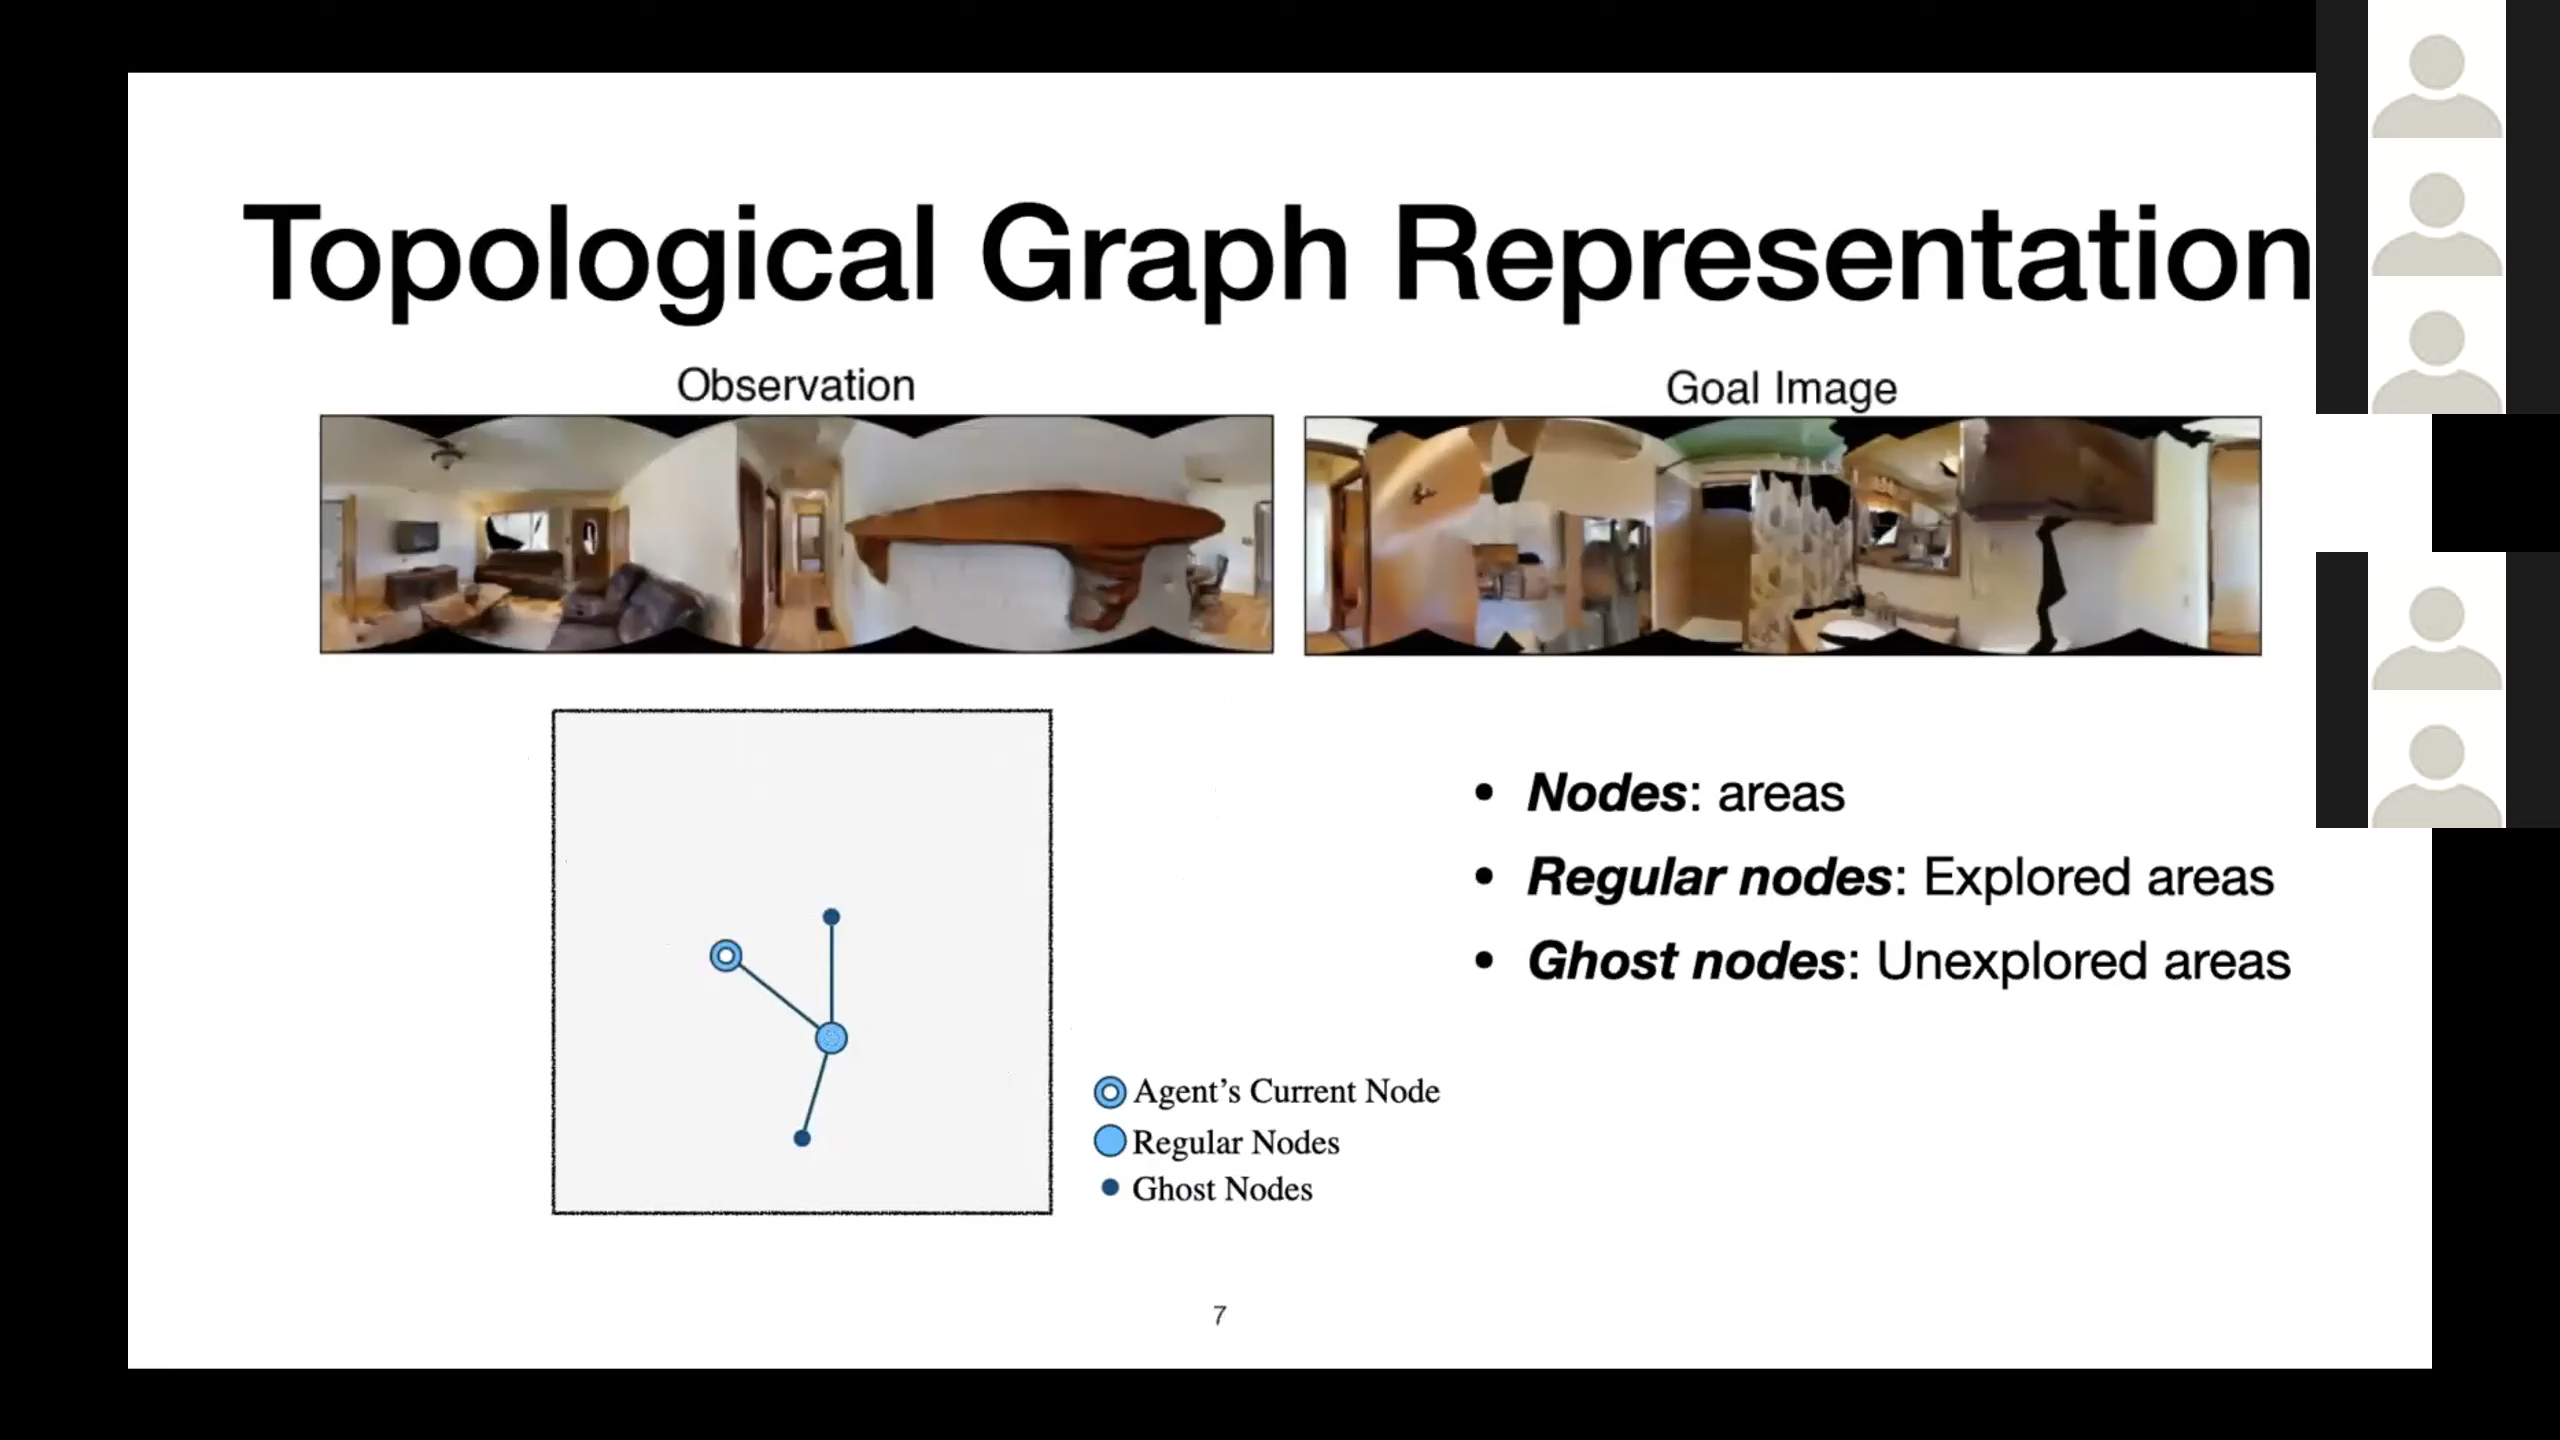 Topological Graph Representation
Observation
Goal Image
• Nodes: areas
• Regular nodes: Explored areas
• Ghost nodes: Unexplored areas
Agent’s Current Node
Regular Nodes
Ghost Nodes
7